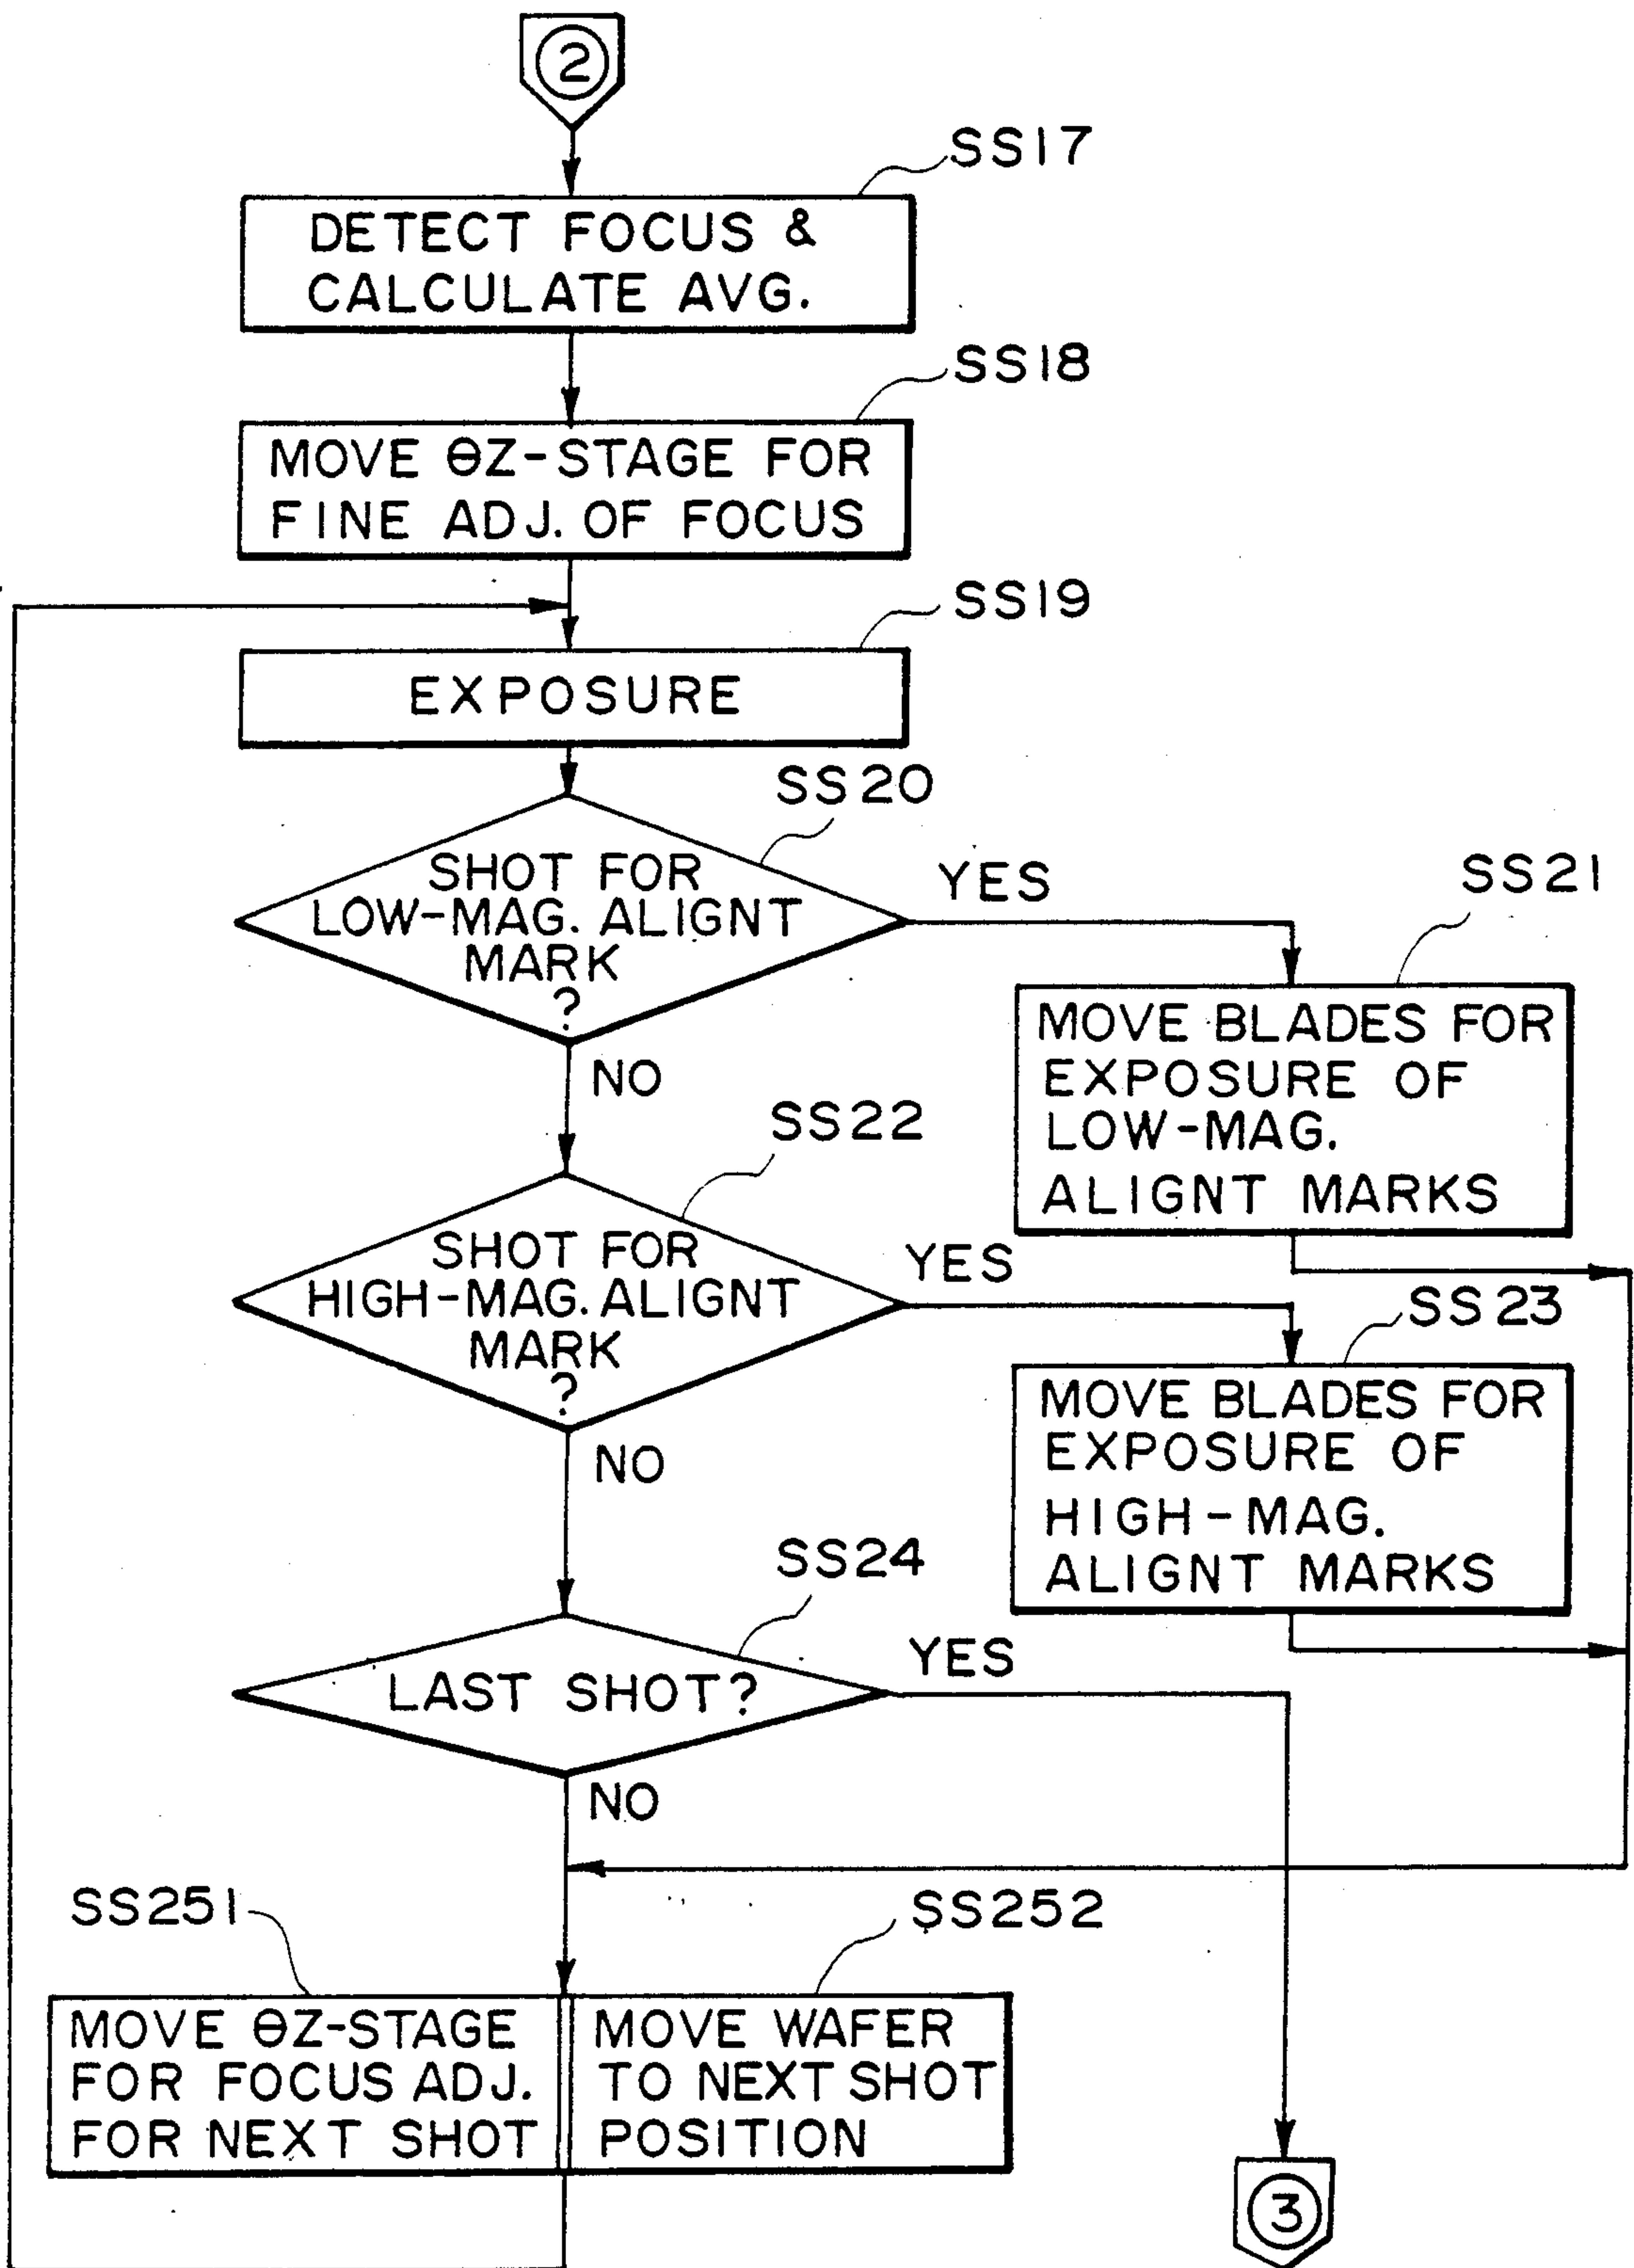 2
SS17
DETECT FOCUS &
CALCULATE AVG.
SS18
MOVE ΘZ-STAGE FOR
FINE ADJ. OF FOCUS
SS19
EXPOSURE
SS20
SHOT FOR
LOW-MAG. ALIGNT
MARK
?
YES
NO
SS21
MOVE BLADES FOR
EXPOSURE OF
LOW-MAG.
ALIGNT MARKS
SS22
SHOT FOR
HIGH-MAG. ALIGNT
MARK
?
YES
NO
SS23
MOVE BLADES FOR
EXPOSURE OF
HIGH-MAG.
ALIGNT MARKS
SS24
LAST SHOT?
YES
NO
SS251
MOVE ΘZ-STAGE
FOR FOCUS ADJ.
FOR NEXT SHOT
SS252
MOVE WAFER
TO NEXT SHOT
POSITION
3